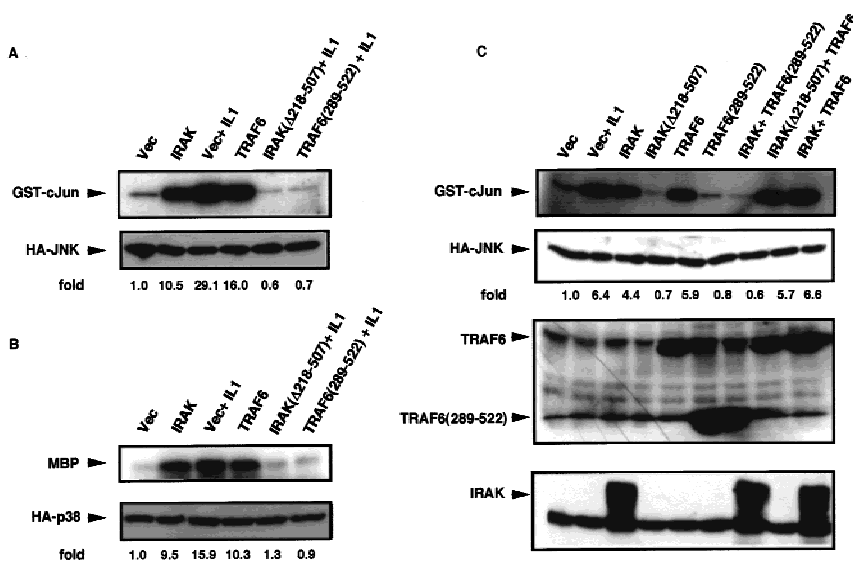 A
Vec
IRAK
Vec+ IL1
TRAF6
IRAK(Δ218-507)+ IL1
TRAF6(289-522) + IL1
GST-cJun
HA-JNK
fold 1.0 10.5 29.1 16.0 0.6 0.7
B
Vec
IRAK
Vec+ IL1
TRAF6
IRAK(Δ218-507)+ IL1
TRAF6(289-522) + IL1
MBP
HA-p38
fold 1.0 9.5 15.9 10.3 1.3 0.9
C
Vec
Vec+ IL1
IRAK
IRAK(Δ218-507)
TRAF6
TRAF6(289-522)
IRAK+ TRAF6(289-522)
IRAK(Δ218-507)+ TRAF6
IRAK+ TRAF6
GST-cJun
HA-JNK
fold 1.0 6.4 4.4 0.7 5.9 0.8 0.6 5.7 6.6
TRAF6
TRAF6(289-522)
IRAK